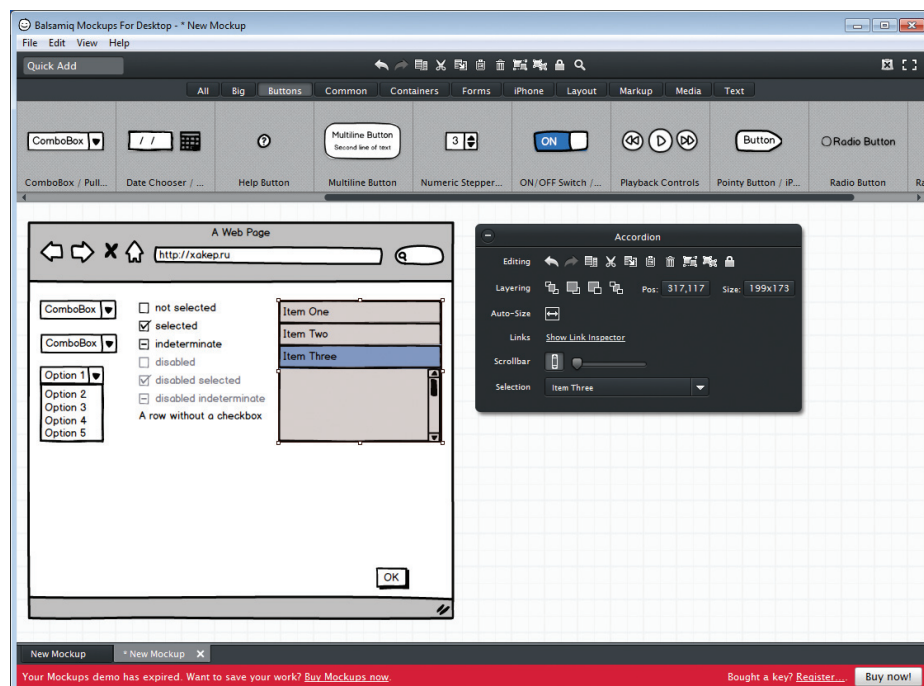 Balsamiq Mockups For Desktop - * New Mockup
File Edit View Help
Quick Add
All Big Buttons Common Containers Forms iPhone Layout Markup Media Text
ComboBox / / ? Multiline Button 3 ON Button Radio Button
Second line of text
ComboBox / Pull... Date Chooser / ... Help Button Multiline Button Numeric Stepper... ON/OFF Switch /... Playback Controls Pointy Button / iP... Radio Button Ra
A Web Page
http://xakep.ru
ComboBox
ComboBox
Option 1
Option 2
Option 3
Option 4
Option 5
not selected
selected
indeterminate
disabled
disabled selected
disabled indeterminate
A row without a checkbox
Item One
Item Two
Item Three
OK
Accordion
Editing
Layering Pos: 317,117 Size: 199x173
Auto-Size
Links Show Link Inspector
Scrollbar
Selection Item Three
New Mockup * New Mockup X
Your Mockups demo has expired. Want to save your work? Buy Mockups now. Bought a key? Register... Buy now!